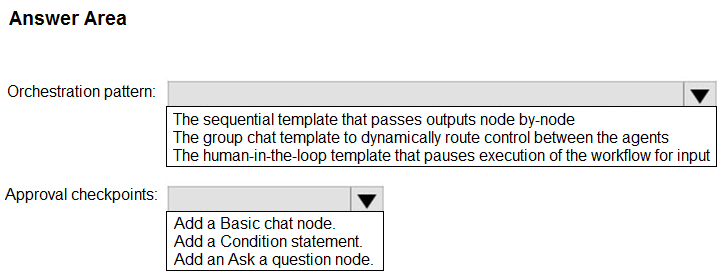 Answer Area
Orchestration pattern:
The sequential template that passes outputs node by-node
The group chat template to dynamically route control between the agents
The human-in-the-loop template that pauses execution of the workflow for input
Approval checkpoints:
Add a Basic chat node.
Add a Condition statement.
Add an Ask a question node.